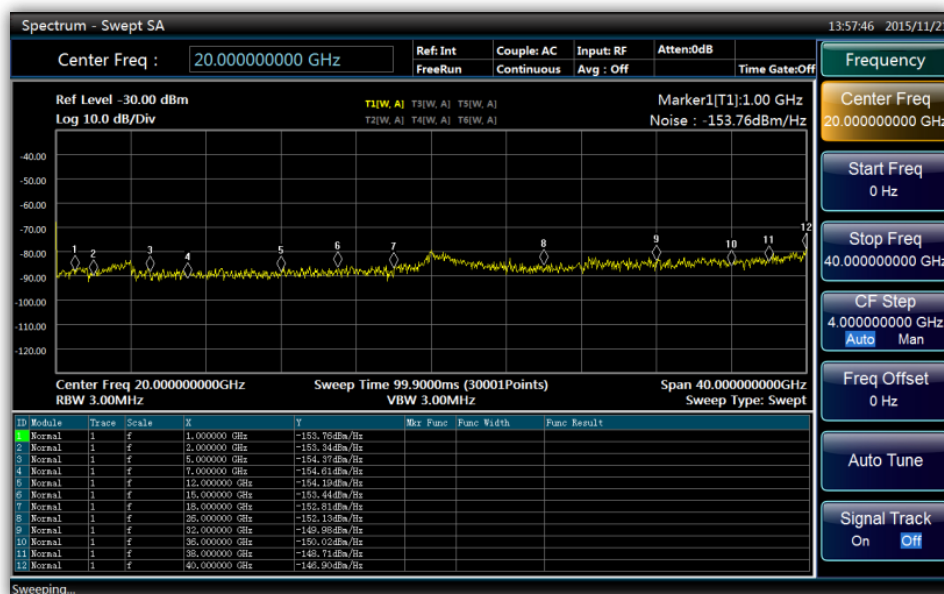 Spectrum - Swept SA
13:57:46 2015/11/2
Center Freq : 20.000000000 GHz
Ref: Int Couple: AC Input: RF Atten:0dB
FreeRun Continuous Avg : Off Time Gate:Off
Frequency
Ref Level -30.00 dBm
Log 10.0 dB/Div
T1[W, A] T3[W, A] T5[W, A]
T2[W, A] T4[W, A] T6[W, A]
Marker1[T1]:1.00 GHz
Noise : -153.76dBm/Hz
-40.00
-50.00
-60.00
-70.00
-80.00
-90.00
-100.00
-110.00
-120.00
1 2 3 4 5 6 7 8 9 10 11 12
Center Freq 20.000000000GHz Sweep Time 99.9000ms (30001Points) Span 40.000000000GHz
RBW 3.00MHz VBW 3.00MHz Sweep Type: Swept
ID Module Trace Scale X Y Mkr Func Func Width Func Result
1 Normal 1 f 1.000000 GHz -153.76dBm/Hz
2 Normal 1 f 2.000000 GHz -153.34dBm/Hz
3 Normal 1 f 5.000000 GHz -154.37dBm/Hz
4 Normal 1 f 7.000000 GHz -154.61dBm/Hz
5 Normal 1 f 12.000000 GHz -154.19dBm/Hz
6 Normal 1 f 15.000000 GHz -153.44dBm/Hz
7 Normal 1 f 18.000000 GHz -152.81dBm/Hz
8 Normal 1 f 26.000000 GHz -152.13dBm/Hz
9 Normal 1 f 32.000000 GHz -149.98dBm/Hz
10 Normal 1 f 36.000000 GHz -150.02dBm/Hz
11 Normal 1 f 38.000000 GHz -148.71dBm/Hz
12 Normal 1 f 40.000000 GHz -146.90dBm/Hz
Center Freq
20.000000000 GHz
Start Freq
0 Hz
Stop Freq
40.000000000 GHz
CF Step
4.000000000 GHz
Auto Man
Freq Offset
0 Hz
Auto Tune
Signal Track
On Off
Sweeping...